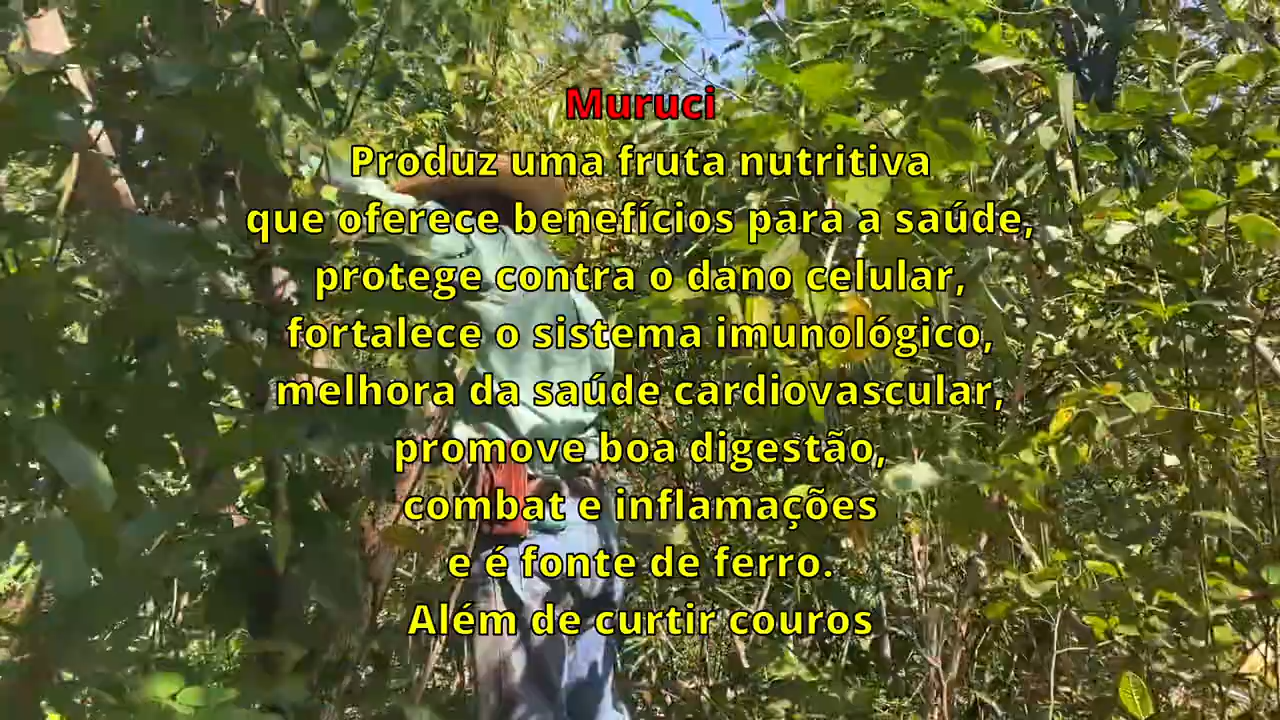 Muruci
Produz uma fruta nutritiva
que oferece benefícios para a saúde,
protege contra o dano celular,
fortalece o sistema imunológico,
melhora da saúde cardiovascular,
promove boa digestão,
combat e inflamações
e é fonte de ferro.
Além de curtir couros